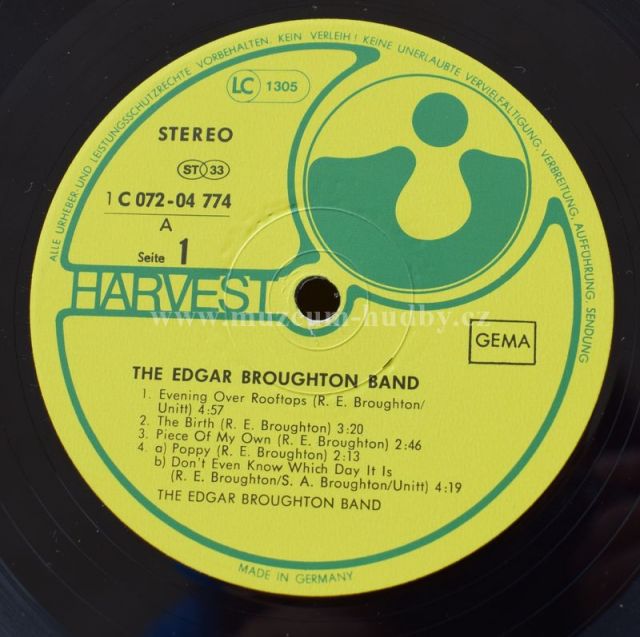 ALLE URHEBER- UND LEISTUNGSSCHUTZRECHTE VORBEHALTEN. KEIN VERLEIH! KEINE UNERLAUBTE VERVIELFÄLTIGUNG, VERBREITUNG, AUFFÜHRUNG, SENDUNG
LC 1305
STEREO
ST 33
1 C 072-04 774
A
Seite 1
HARVEST
www.muzeum-hudby.cz
GEMA
THE EDGAR BROUGHTON BAND
1. Evening Over Rooftops (R. E. Broughton/
Unitt) 4:57
2. The Birth (R. E. Broughton) 3:20
3. Piece Of My Own (R. E. Broughton) 2:46
4. a) Poppy (R. E. Broughton) 2:13
b) Don't Even Know Which Day It Is
(R. E. Broughton/S. A. Broughton/Unitt) 4:19
THE EDGAR BROUGHTON BAND
MADE IN GERMANY